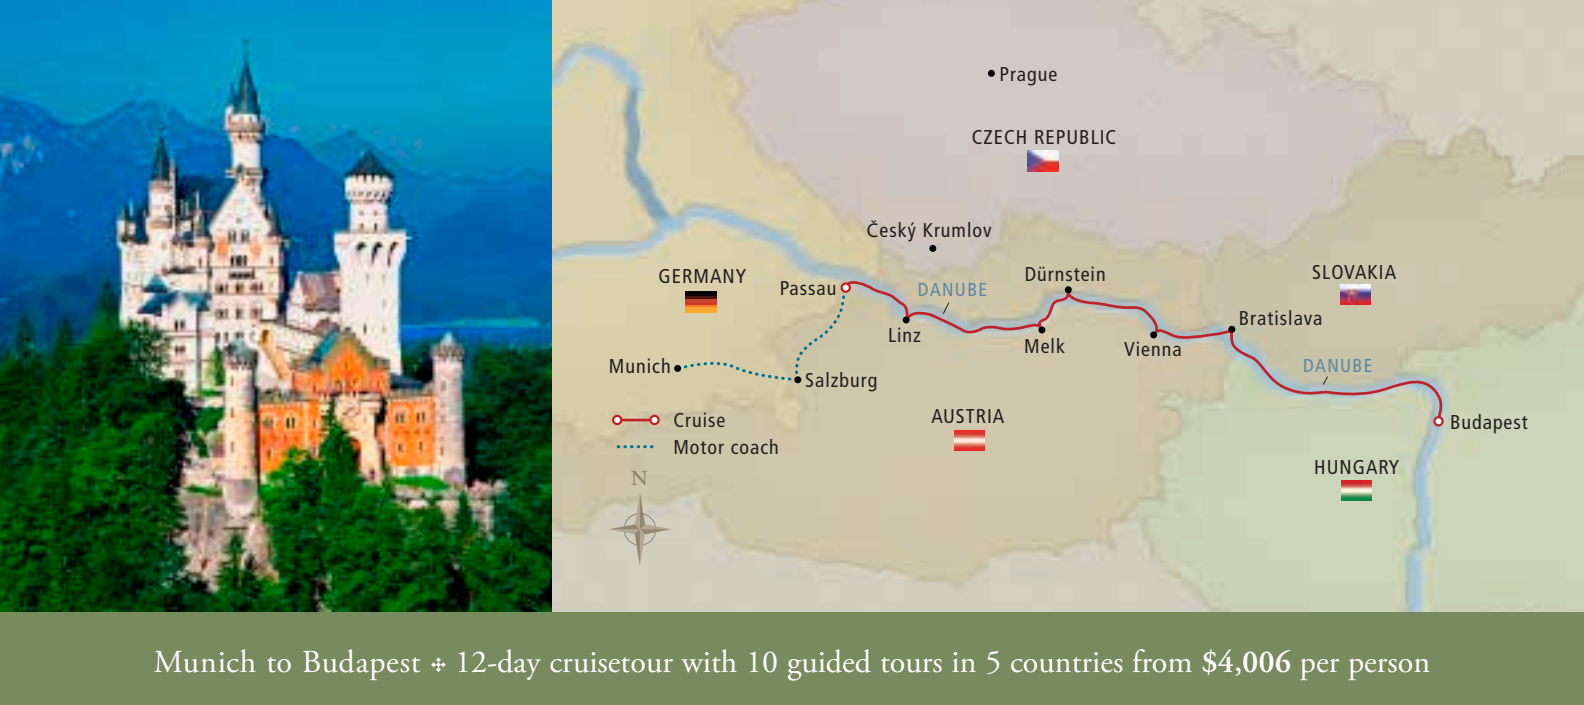 Prague
CZECH REPUBLIC
Český Krumlov
GERMANY
Passau
DANUBE
Dürnstein
SLOVAKIA
Linz
Melk
Vienna
Bratislava
Munich
Salzburg
DANUBE
Cruise
Motor coach
AUSTRIA
Budapest
HUNGARY
N
Munich to Budapest ✣ 12-day cruisetour with 10 guided tours in 5 countries from $4,006 per person